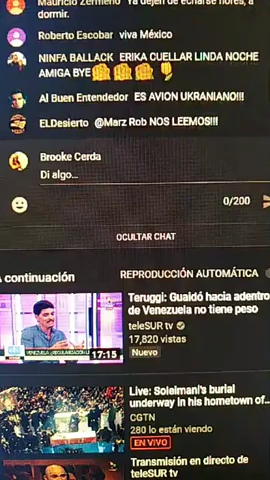 Mauricio Zermeño Ya dejen de echarse flores, a
dormir.
Roberto Escobar viva México
NINFA BALLACK ERIKA CUELLAR LINDA NOCHE
AMIGA BYE
Al Buen Entendedor ES AVION UKRANIANO!!!
ELDesierto @Marz Rob NOS LEEMOS!!!
Brooke Cerda
Di algo...
0/200
OCULTAR CHAT
A continuación
REPRODUCCIÓN AUTOMÁTICA
Teruggi: Guaidó hacia adentro
de Venezuela no tiene peso
teleSUR tv
17,820 vistas
Nuevo
17:15
Live: Soleimani's burial
underway in his hometown of...
CGTN
280 lo están viendo
EN VIVO
Transmisión en directo de
teleSUR tv